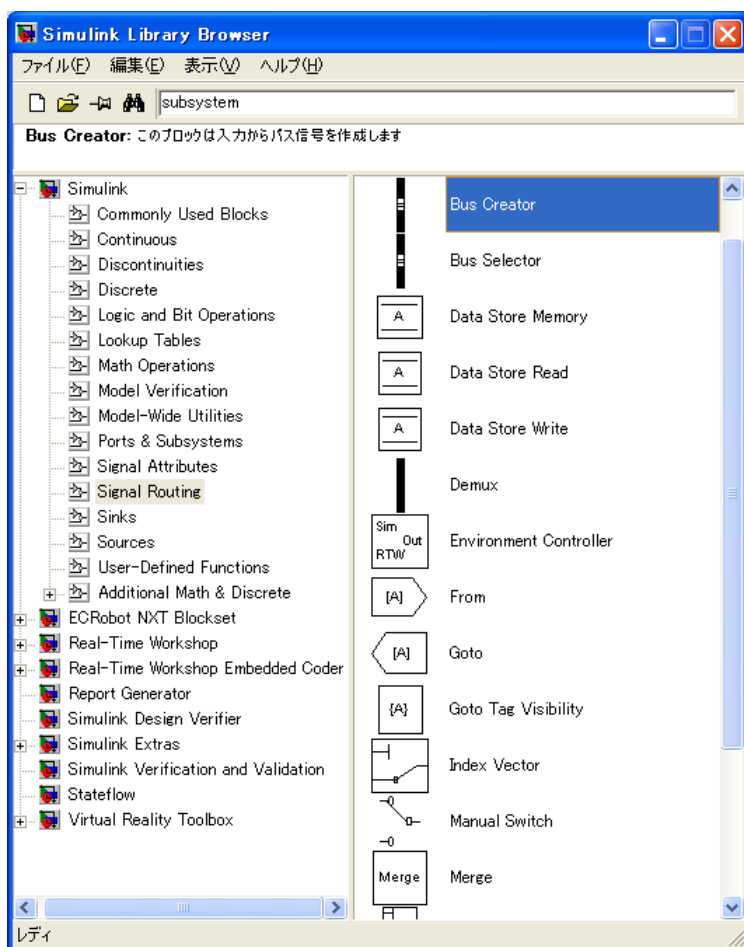 Simulink Library Browser
ファイル(F) 編集(E) 表示(V) ヘルプ(H)
subsystem
Bus Creator: このブロックは入力からバス信号を作成します
Simulink
Commonly Used Blocks
Continuous
Discontinuities
Discrete
Logic and Bit Operations
Lookup Tables
Math Operations
Model Verification
Model-Wide Utilities
Ports & Subsystems
Signal Attributes
Signal Routing
Sinks
Sources
User-Defined Functions
Additional Math & Discrete
ECRobot NXT Blockset
Real-Time Workshop
Real-Time Workshop Embedded Coder
Report Generator
Simulink Design Verifier
Simulink Extras
Simulink Verification and Validation
Stateflow
Virtual Reality Toolbox
Bus Creator
Bus Selector
A Data Store Memory
A Data Store Read
A Data Store Write
Demux
Sim Out RTW Environment Controller
[A] From
[A] Goto
{A} Goto Tag Visibility
Index Vector
Manual Switch
Merge Merge
レディ